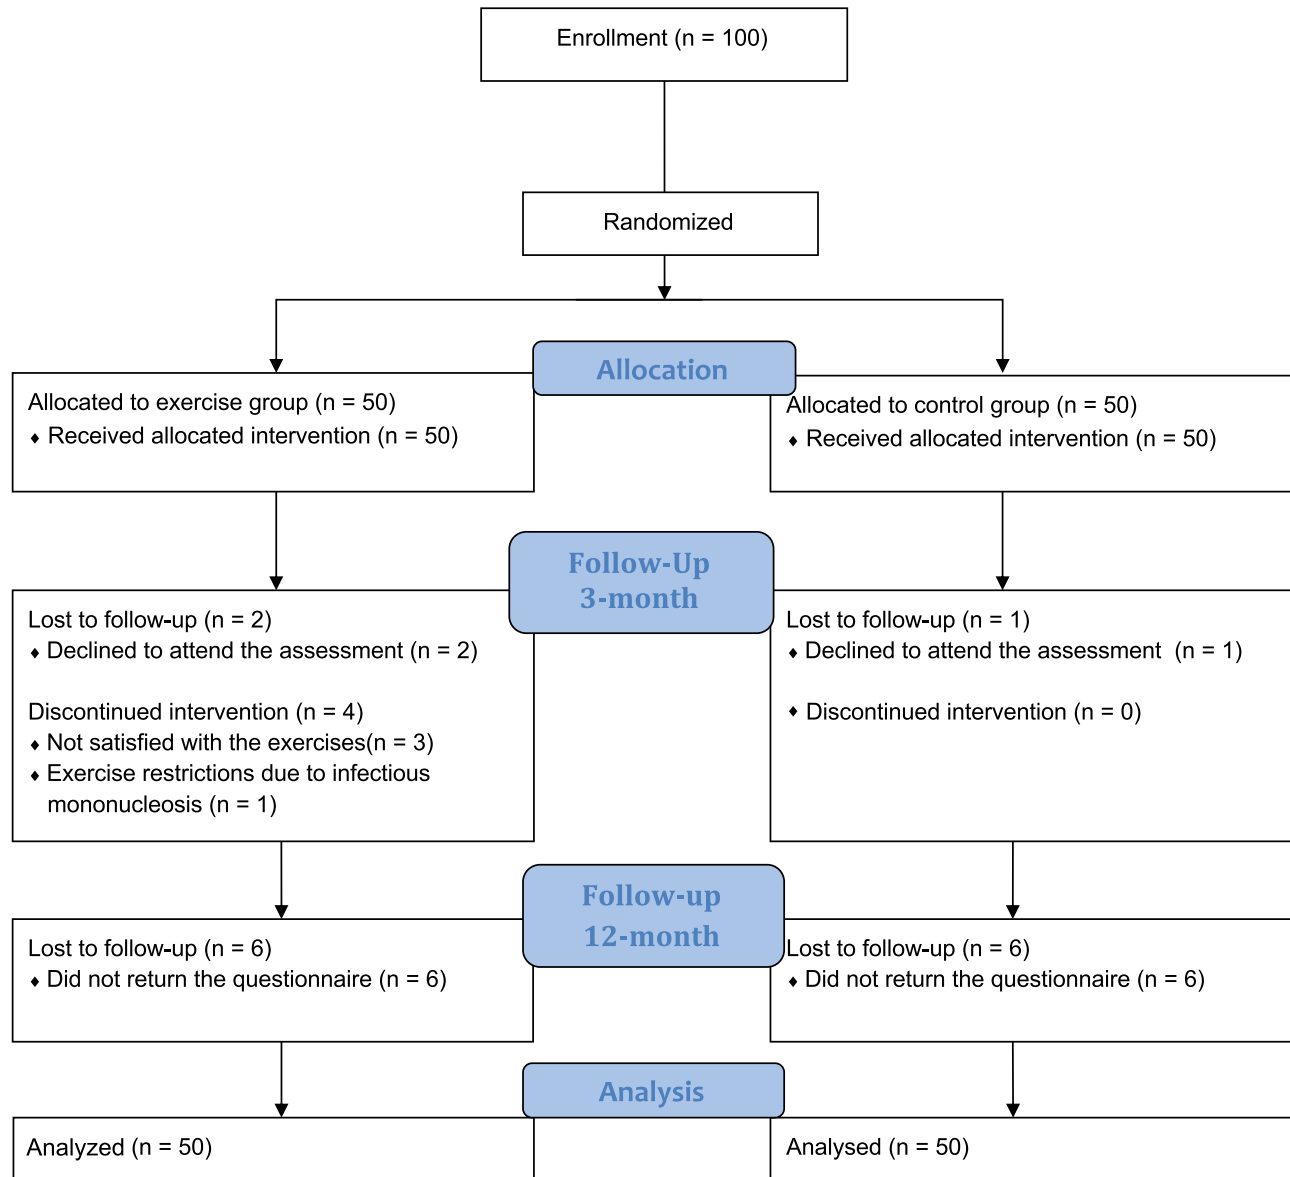 Enrollment (n = 100)
Randomized
Allocation
Allocated to exercise group (n = 50)
♦ Received allocated intervention (n = 50)
Allocated to control group (n = 50)
♦ Received allocated intervention (n = 50)
Follow-Up
3-month
Lost to follow-up (n = 2)
♦ Declined to attend the assessment (n = 2)
Discontinued intervention (n = 4)
♦ Not satisfied with the exercises(n = 3)
♦ Exercise restrictions due to infectious
mononucleosis (n = 1)
Lost to follow-up (n = 1)
♦ Declined to attend the assessment (n = 1)
♦ Discontinued intervention (n = 0)
Follow-up
12-month
Lost to follow-up (n = 6)
♦ Did not return the questionnaire (n = 6)
Lost to follow-up (n = 6)
♦ Did not return the questionnaire (n = 6)
Analysis
Analyzed (n = 50)
Analysed (n = 50)